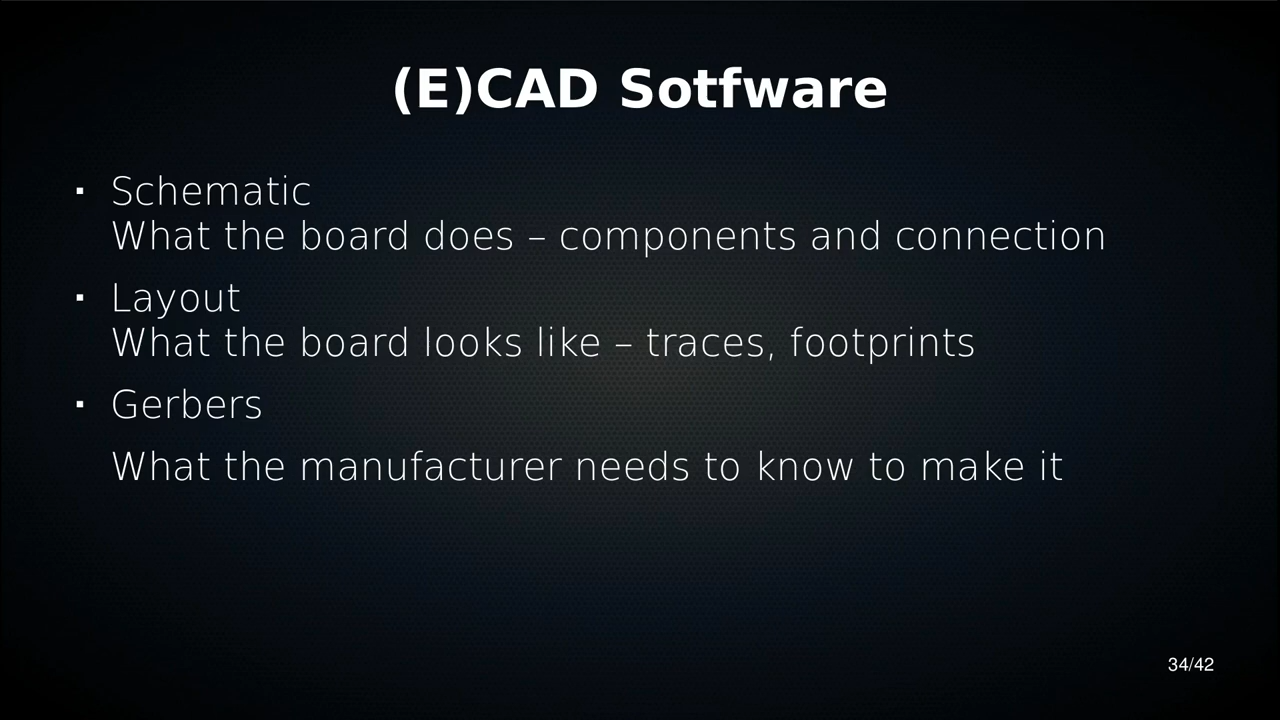 (E)CAD Sotfware
▪ Schematic
What the board does – components and connection
▪ Layout
What the board looks like – traces, footprints
▪ Gerbers
What the manufacturer needs to know to make it
34/42